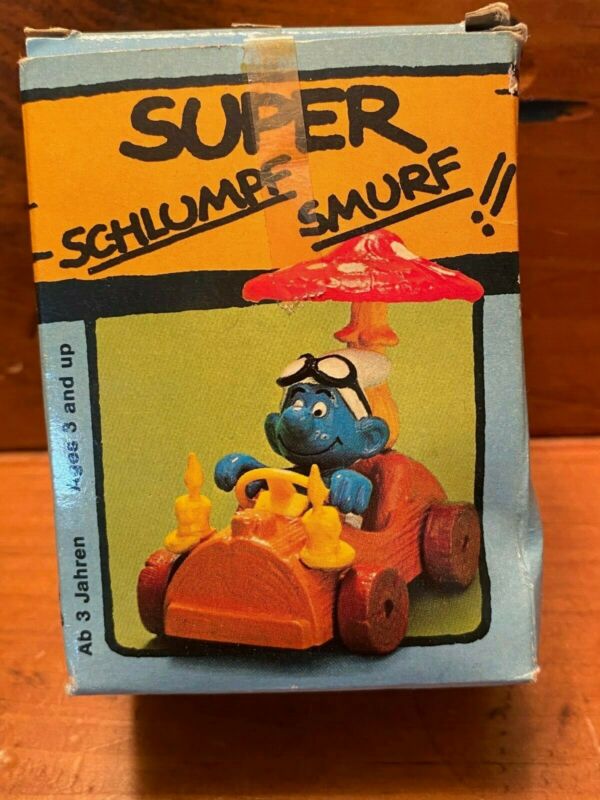 SUPER
SCHLUMPF SMURF!!
Ab 3 Jahren Ages 3 and up